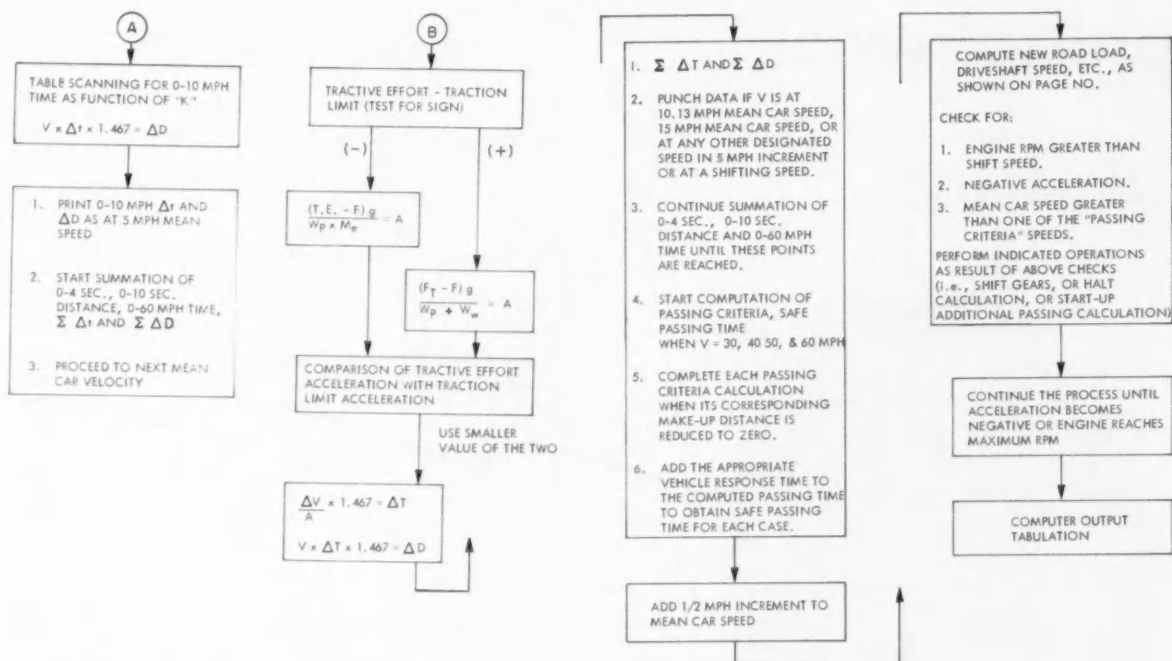 A
TABLE SCANNING FOR 0-10 MPH
TIME AS FUNCTION OF "K"
V x Δt x 1.467 = ΔD
1. PRINT 0-10 MPH Δt AND
ΔD AS AT 5 MPH MEAN
SPEED
2. START SUMMATION OF
0-4 SEC., 0-10 SEC.
DISTANCE, 0-60 MPH TIME,
Σ Δt AND Σ ΔD
3. PROCEED TO NEXT MEAN
CAR VELOCITY
B
TRACTIVE EFFORT - TRACTION
LIMIT (TEST FOR SIGN)
(-)
(+)
(T.E. - F) g
Wp x Me
= A
(FT - F) g
Wp + Ww
= A
COMPARISON OF TRACTIVE EFFORT
ACCELERATION WITH TRACTION
LIMIT ACCELERATION
USE SMALLER
VALUE OF THE TWO
ΔV
A
x 1.467 = ΔT
V x ΔT x 1.467 = ΔD
1. Σ ΔT AND Σ ΔD
2. PUNCH DATA IF V IS AT
10.13 MPH MEAN CAR SPEED,
15 MPH MEAN CAR SPEED, OR
AT ANY OTHER DESIGNATED
SPEED IN 5 MPH INCREMENT
OR AT A SHIFTING SPEED.
3. CONTINUE SUMMATION OF
0-4 SEC., 0-10 SEC.
DISTANCE AND 0-60 MPH
TIME UNTIL THESE POINTS
ARE REACHED.
4. START COMPUTATION OF
PASSING CRITERIA, SAFE
PASSING TIME
WHEN V = 30, 40 50, & 60 MPH
5. COMPLETE EACH PASSING
CRITERIA CALCULATION
WHEN ITS CORRESPONDING
MAKE-UP DISTANCE IS
REDUCED TO ZERO.
6. ADD THE APPROPRIATE
VEHICLE RESPONSE TIME TO
THE COMPUTED PASSING TIME
TO OBTAIN SAFE PASSING
TIME FOR EACH CASE.
ADD 1/2 MPH INCREMENT TO
MEAN CAR SPEED
COMPUTE NEW ROAD LOAD,
DRIVESHAFT SPEED, ETC., AS
SHOWN ON PAGE NO.
CHECK FOR:
1. ENGINE RPM GREATER THAN
SHIFT SPEED.
2. NEGATIVE ACCELERATION.
3. MEAN CAR SPEED GREATER
THAN ONE OF THE "PASSING
CRITERIA" SPEEDS.
PERFORM INDICATED OPERATIONS
AS RESULT OF ABOVE CHECKS
(i.e., SHIFT GEARS, OR HALT
CALCULATION, OR START-UP
ADDITIONAL PASSING CALCULATION)
CONTINUE THE PROCESS UNTIL
ACCELERATION BECOMES
NEGATIVE OR ENGINE REACHES
MAXIMUM RPM
COMPUTER OUTPUT
TABULATION